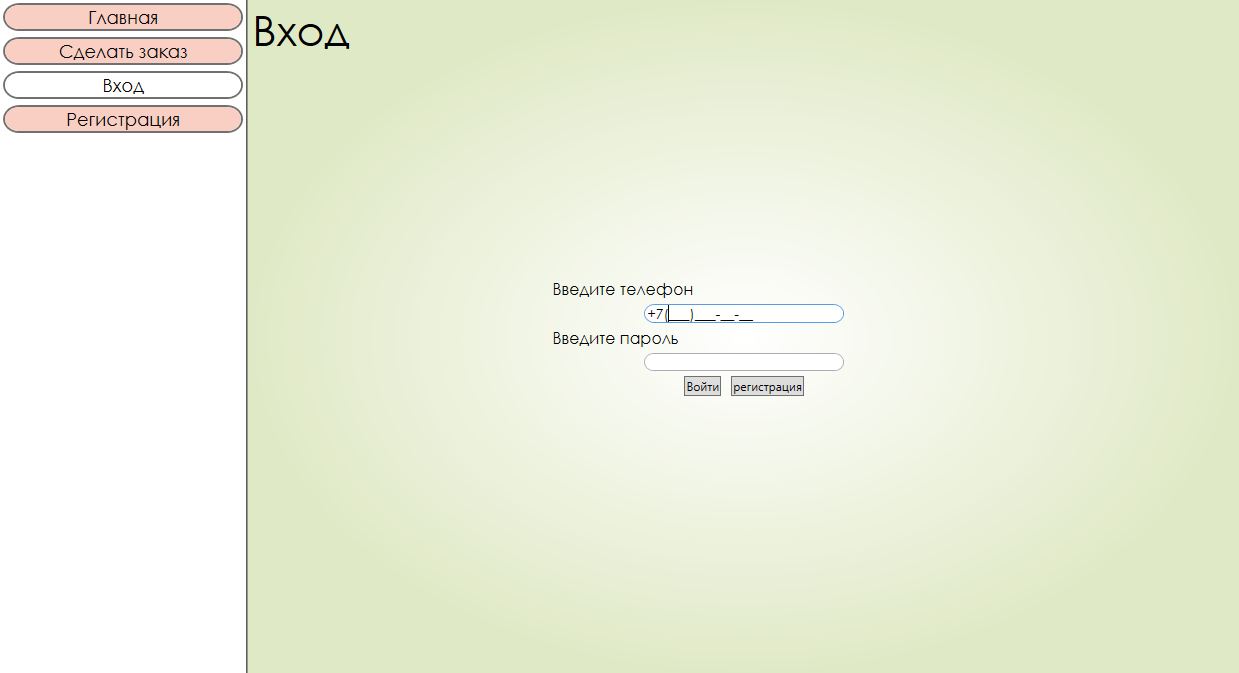 Главная
Сделать заказ
Вход
Регистрация
Вход
Введите телефон
+7(___)___-__-__
Введите пароль
Войти регистрация